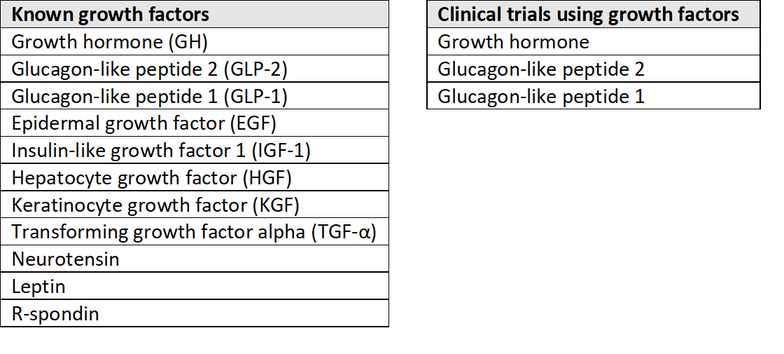 Known growth factors
Growth hormone (GH)
Glucagon-like peptide 2 (GLP-2)
Glucagon-like peptide 1 (GLP-1)
Epidermal growth factor (EGF)
Insulin-like growth factor 1 (IGF-1)
Hepatocyte growth factor (HGF)
Keratinocyte growth factor (KGF)
Transforming growth factor alpha (TGF-α)
Neurotensin
Leptin
R-spondin
Clinical trials using growth factors
Growth hormone
Glucagon-like peptide 2
Glucagon-like peptide 1